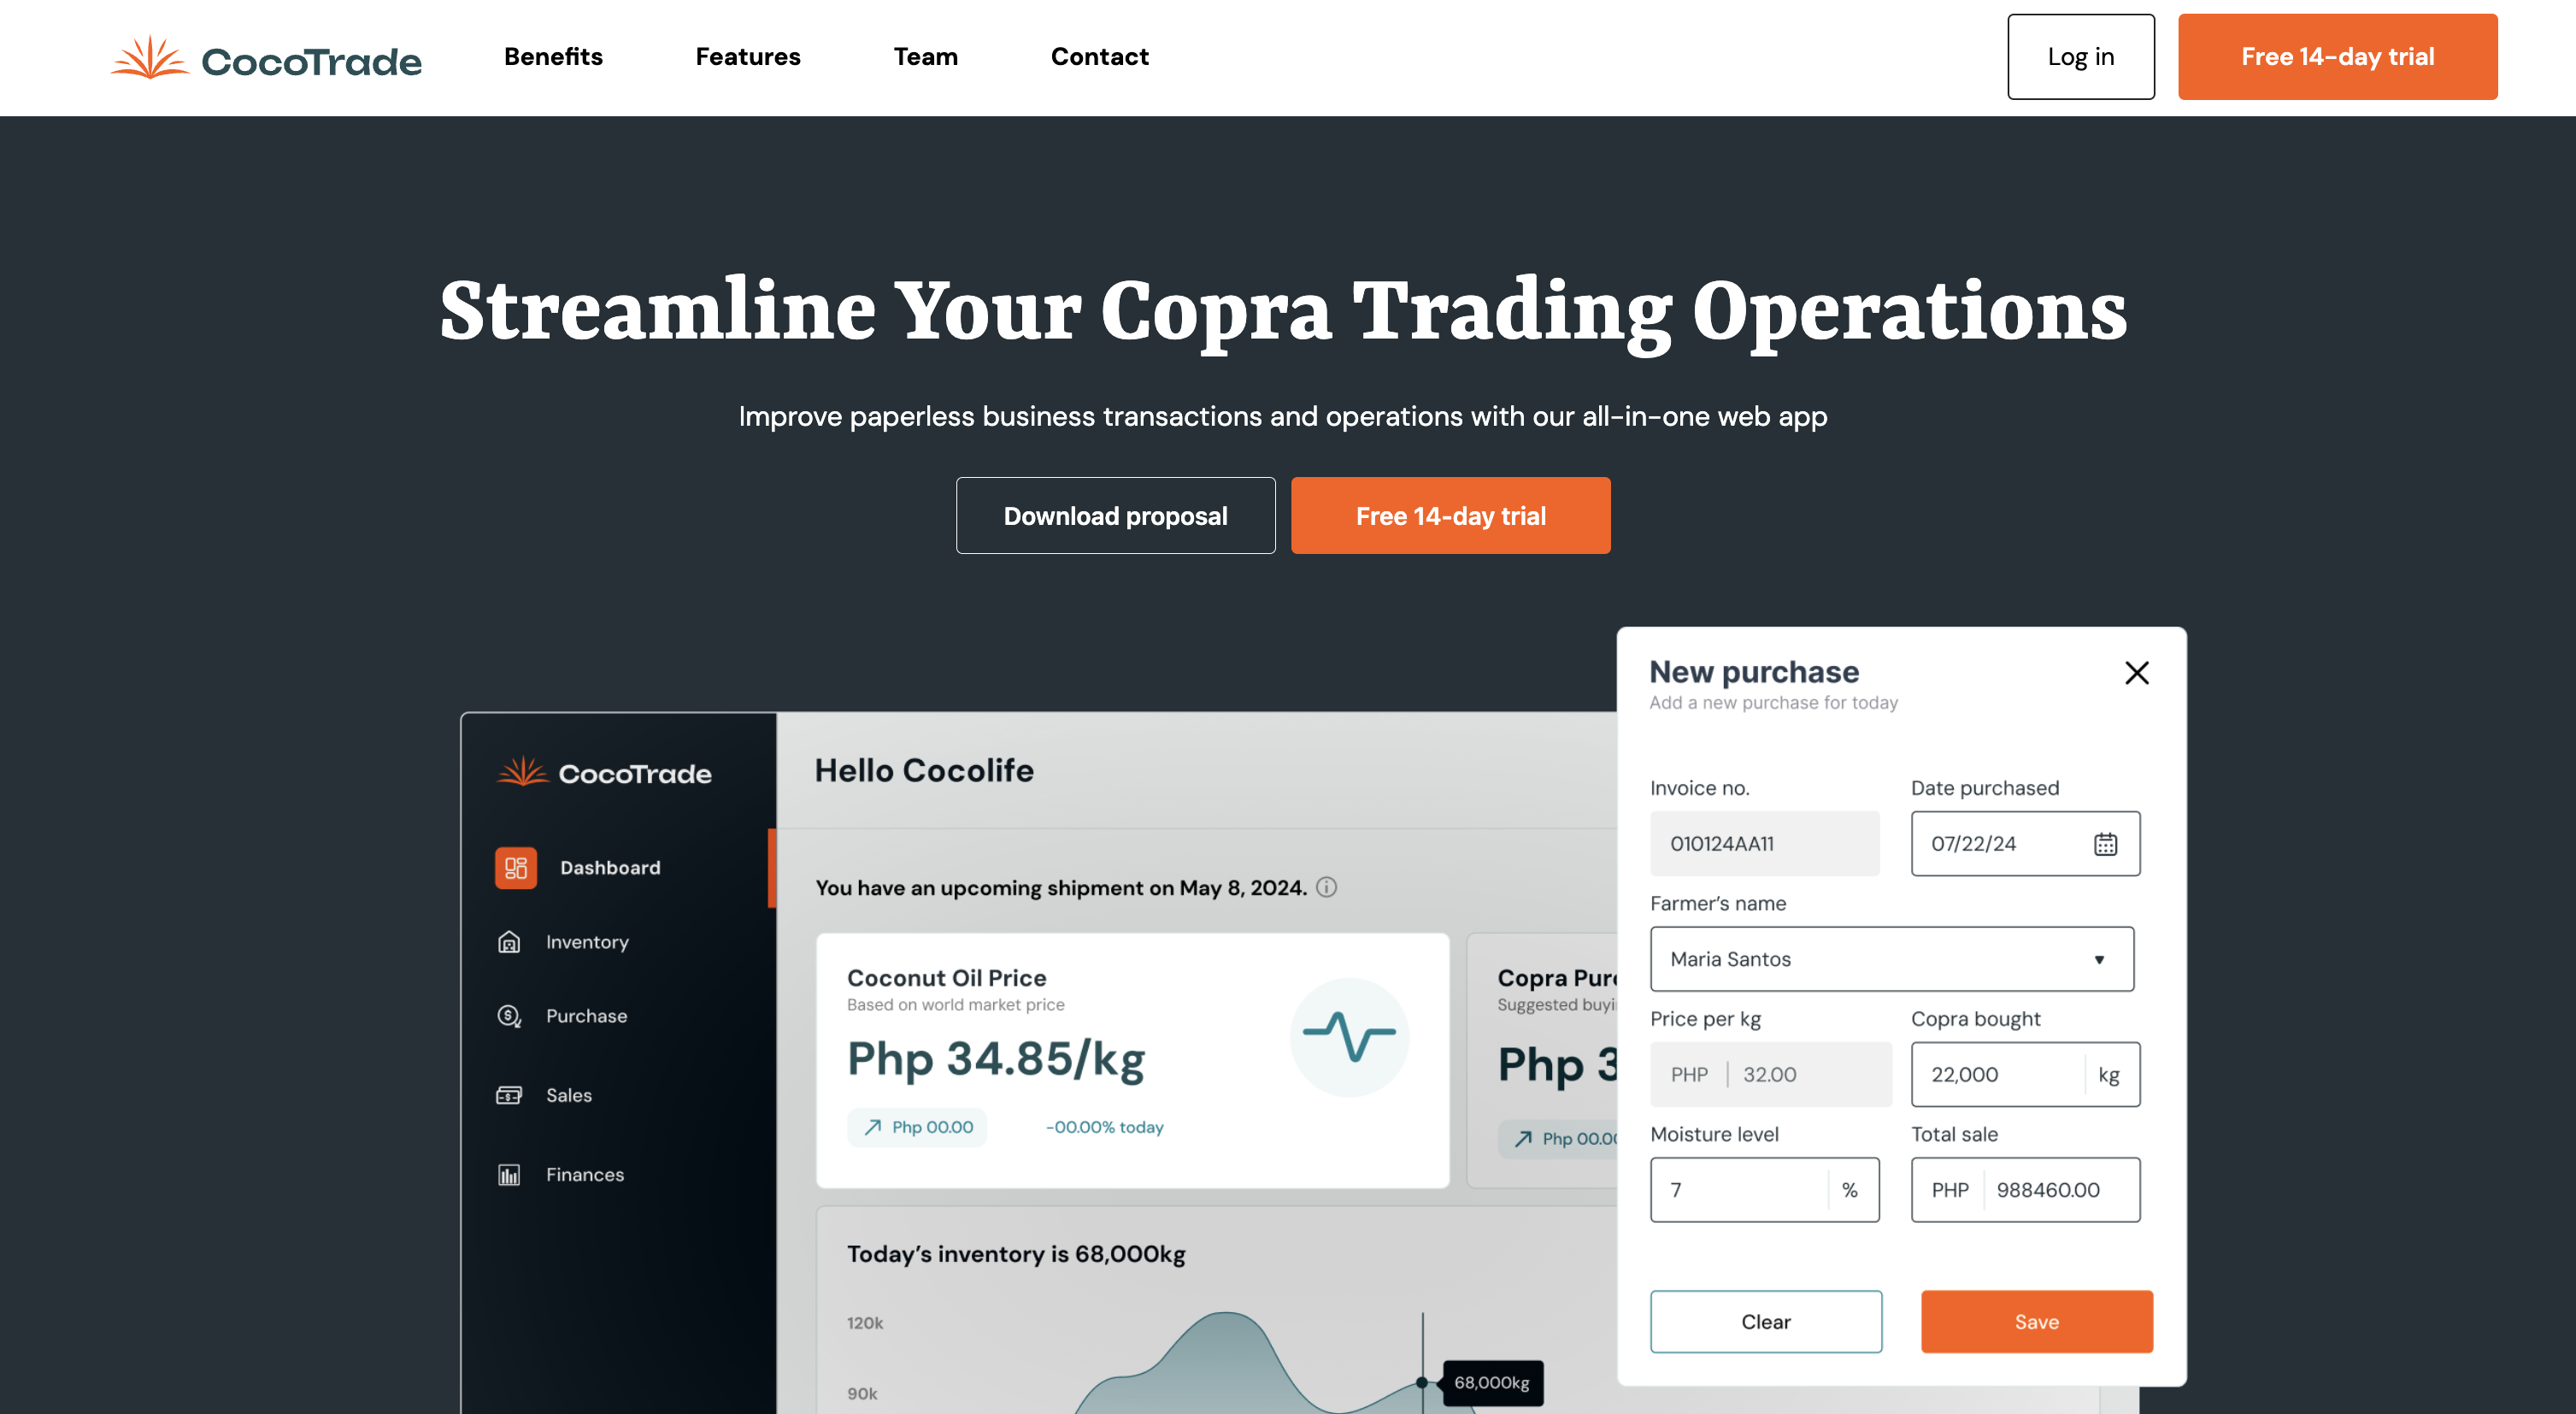 CocoTrade
Benefits
Features
Team
Contact
Log in
Free 14-day trial
Streamline Your Copra Trading Operations
Improve paperless business transactions and operations with our all-in-one web app
Download proposal
Free 14-day trial
CocoTrade
Dashboard
Inventory
Purchase
Sales
Finances
Hello Cocolife
You have an upcoming shipment on May 8, 2024.
Coconut Oil Price
Based on world market price
Php 34.85/kg
Php 00.00
-00.00% today
Copra Pur
Suggested buyi
Php 3
Php 00.00
Today's inventory is 68,000kg
120k
90k
68,000kg
New purchase
Add a new purchase for today
Invoice no.
Date purchased
010124AA11
07/22/24
Farmer's name
Maria Santos
Price per kg
Copra bought
PHP 32.00
22,000 kg
Moisture level
Total sale
7 %
PHP 988460.00
Clear
Save